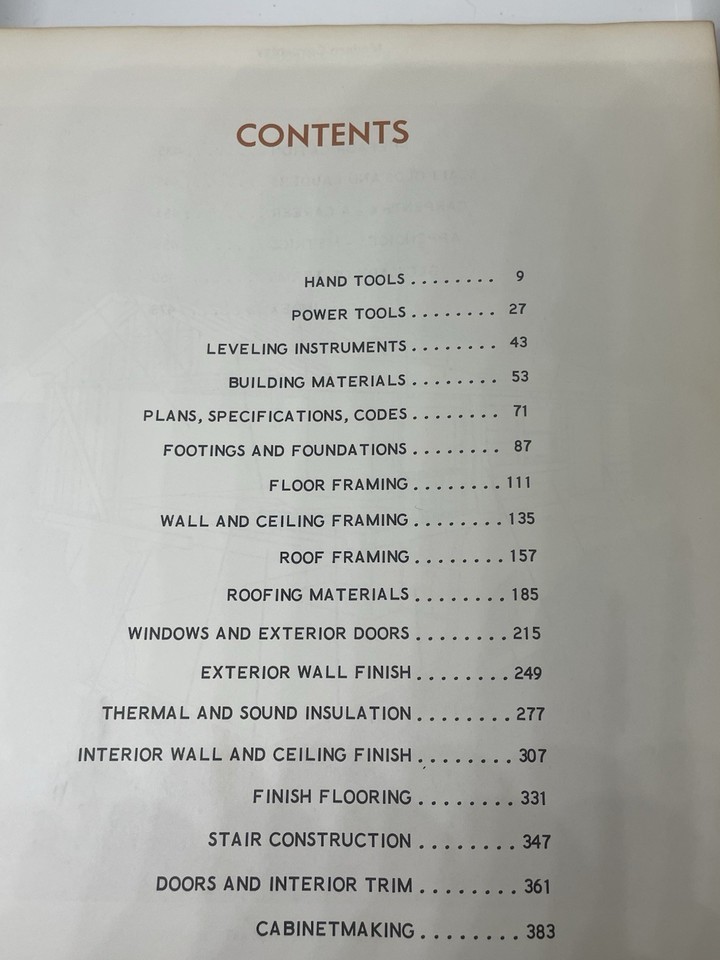 CONTENTS
HAND TOOLS ........ 9
POWER TOOLS ........ 27
LEVELING INSTRUMENTS ........ 43
BUILDING MATERIALS ........ 53
PLANS, SPECIFICATIONS, CODES ........ 71
FOOTINGS AND FOUNDATIONS ........ 87
FLOOR FRAMING ........ 111
WALL AND CEILING FRAMING ........ 135
ROOF FRAMING ........ 157
ROOFING MATERIALS ........ 185
WINDOWS AND EXTERIOR DOORS ........ 215
EXTERIOR WALL FINISH ........ 249
THERMAL AND SOUND INSULATION ........ 277
INTERIOR WALL AND CEILING FINISH ........ 307
FINISH FLOORING ........ 331
STAIR CONSTRUCTION ........ 347
DOORS AND INTERIOR TRIM ........ 361
CABINETMAKING ........ 383